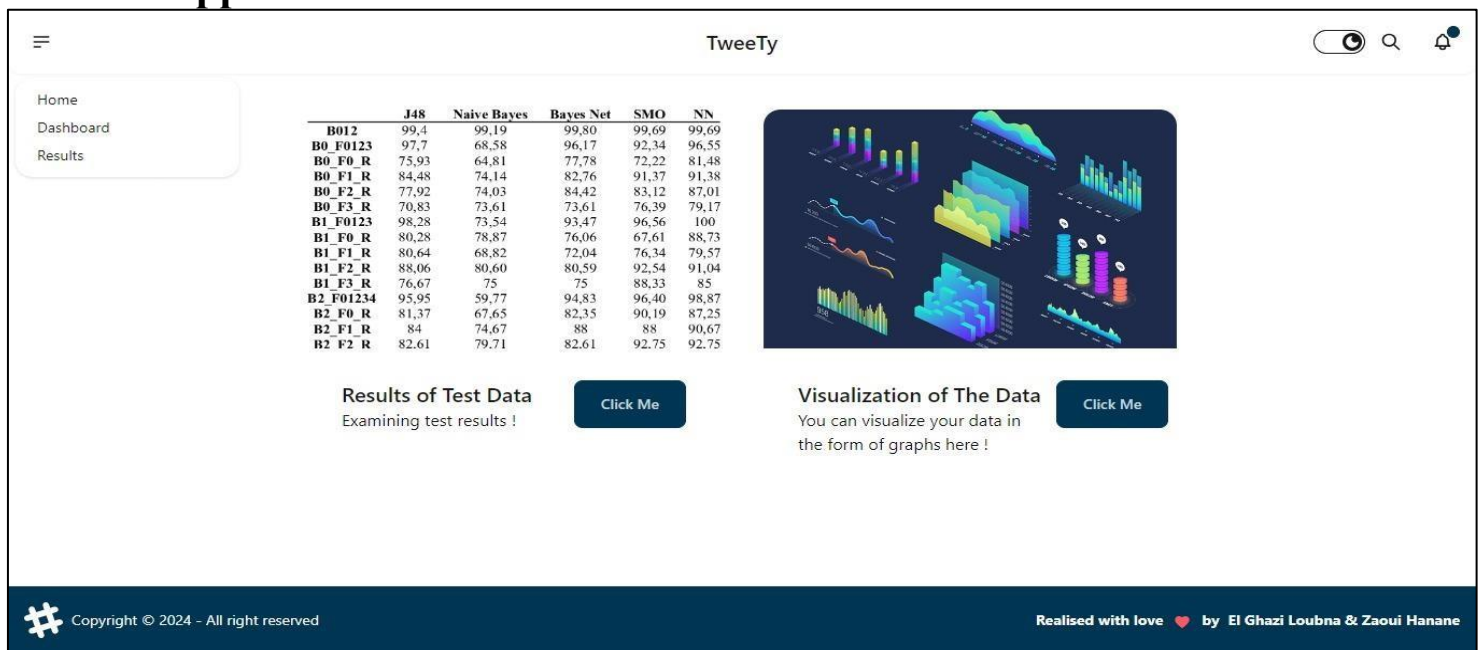 TweeTy
Home
Dashboard
Results
J48 Naive Bayes Bayes Net SMO NN
B012 99,4 99,19 99,80 99,69 99,69
B0_F0123 97,7 68,58 96,17 92,34 96,55
B0_F0_R 75,93 64,81 77,78 72,22 81,48
B0_F1_R 84,48 74,14 82,76 91,37 91,38
B0_F2_R 77,92 74,03 84,42 83,12 87,01
B0_F3_R 70,83 73,61 73,61 76,39 79,17
B1_F0123 98,28 73,54 93,47 96,56 100
B1_F0_R 80,28 78,87 76,06 67,61 88,73
B1_F1_R 80,64 68,82 72,04 76,34 79,57
B1_F2_R 88,06 80,60 80,59 92,54 91,04
B1_F3_R 76,67 75 75 88,33 85
B2_F01234 95,95 59,77 94,83 96,40 98,87
B2_F0_R 81,37 67,65 82,35 90,19 87,25
B2_F1_R 84 74,67 88 88 90,67
B2_F2_R 82,61 79,71 82,61 92,75 92,75
Results of Test Data
Examining test results !
Click Me
Visualization of The Data
You can visualize your data in
the form of graphs here !
Click Me
Copyright © 2024 - All right reserved
Realised with love ❤ by El Ghazi Loubna & Zaoui Hanane